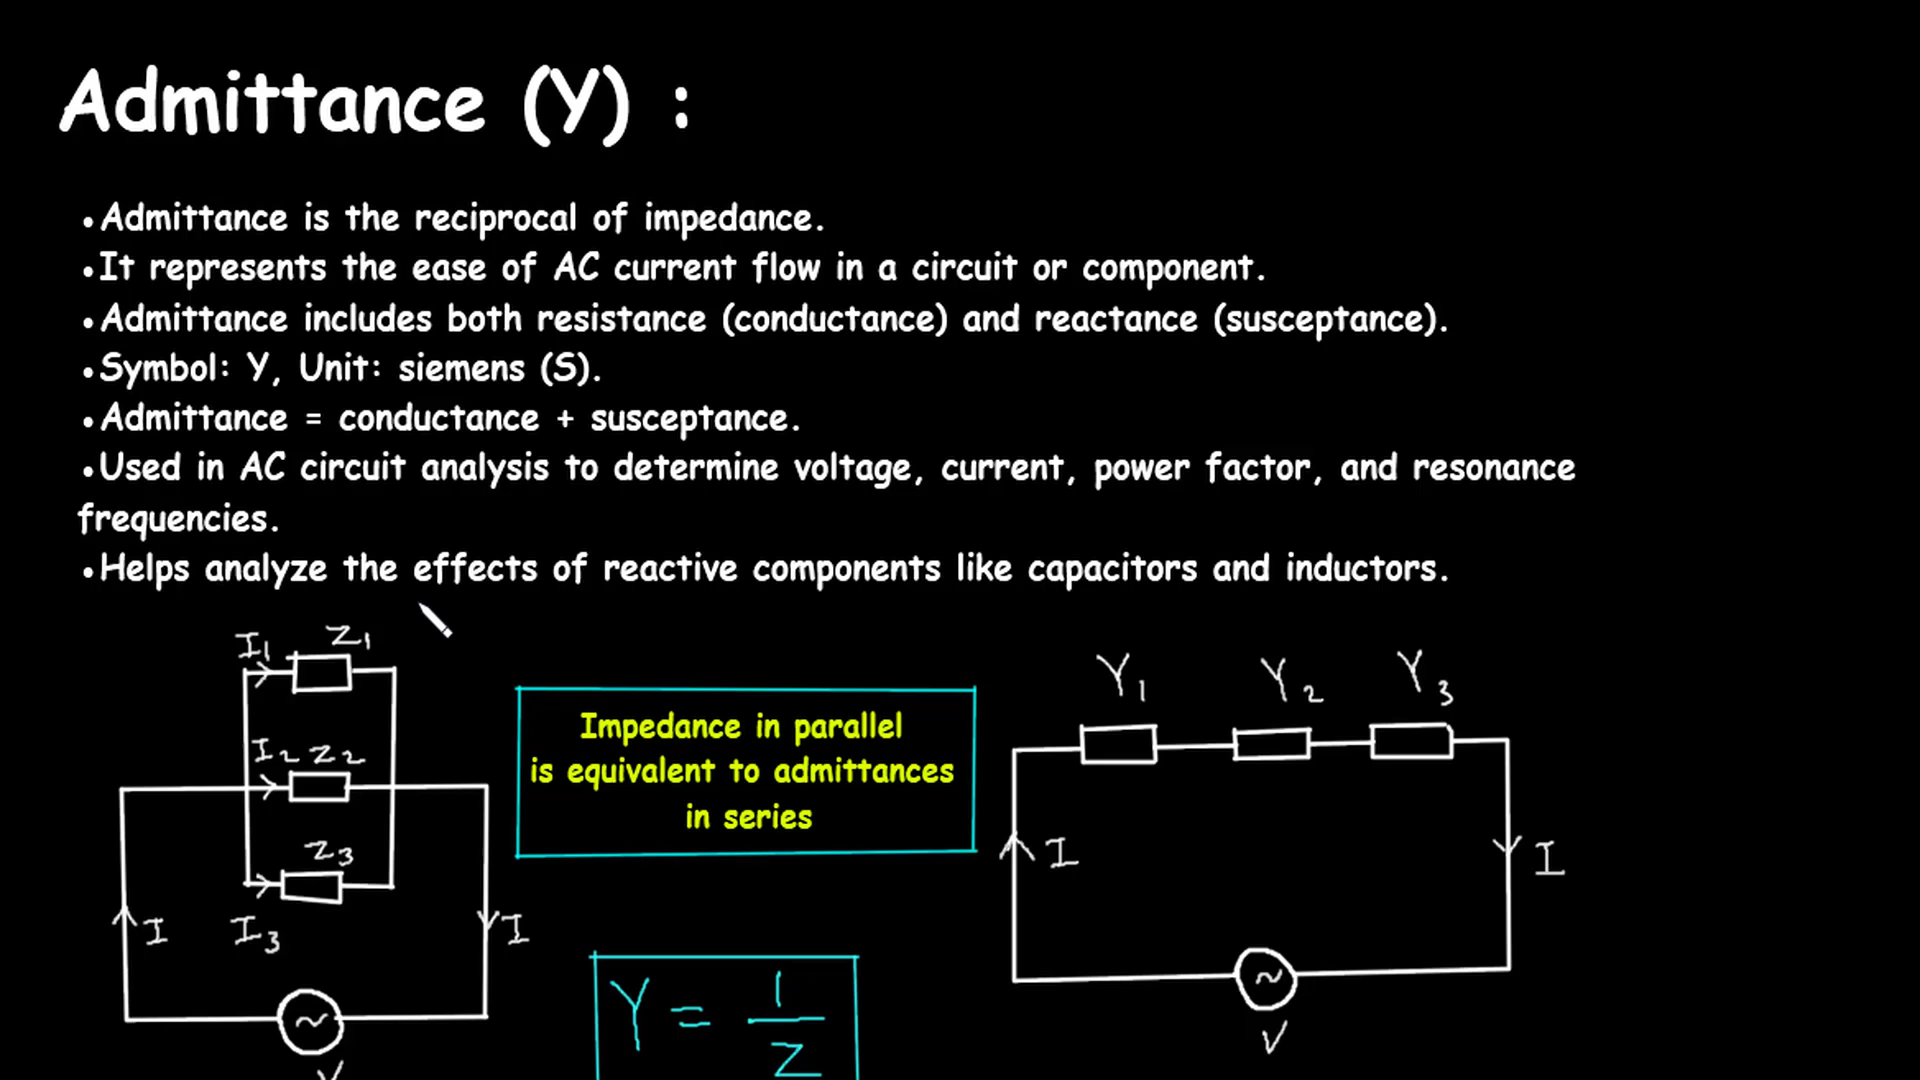 Admittance (Y) :
•Admittance is the reciprocal of impedance.
•It represents the ease of AC current flow in a circuit or component.
•Admittance includes both resistance (conductance) and reactance (susceptance).
•Symbol: Y, Unit: siemens (S).
•Admittance = conductance + susceptance.
•Used in AC circuit analysis to determine voltage, current, power factor, and resonance
frequencies.
•Helps analyze the effects of reactive components like capacitors and inductors.
I1 Z1
I2 Z2
Z3
I3
I
I
V
Impedance in parallel
is equivalent to admittances
in series
Y = 1/Z
Y1 Y2 Y3
I
I
V